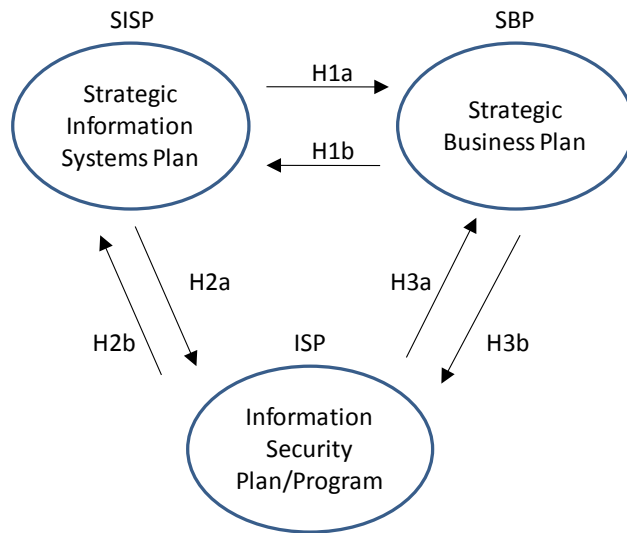 SISP
SBP
Strategic
Information
Systems Plan
H1a
H1b
Strategic
Business Plan
H2a
H2b
H3a
H3b
ISP
Information
Security
Plan/Program